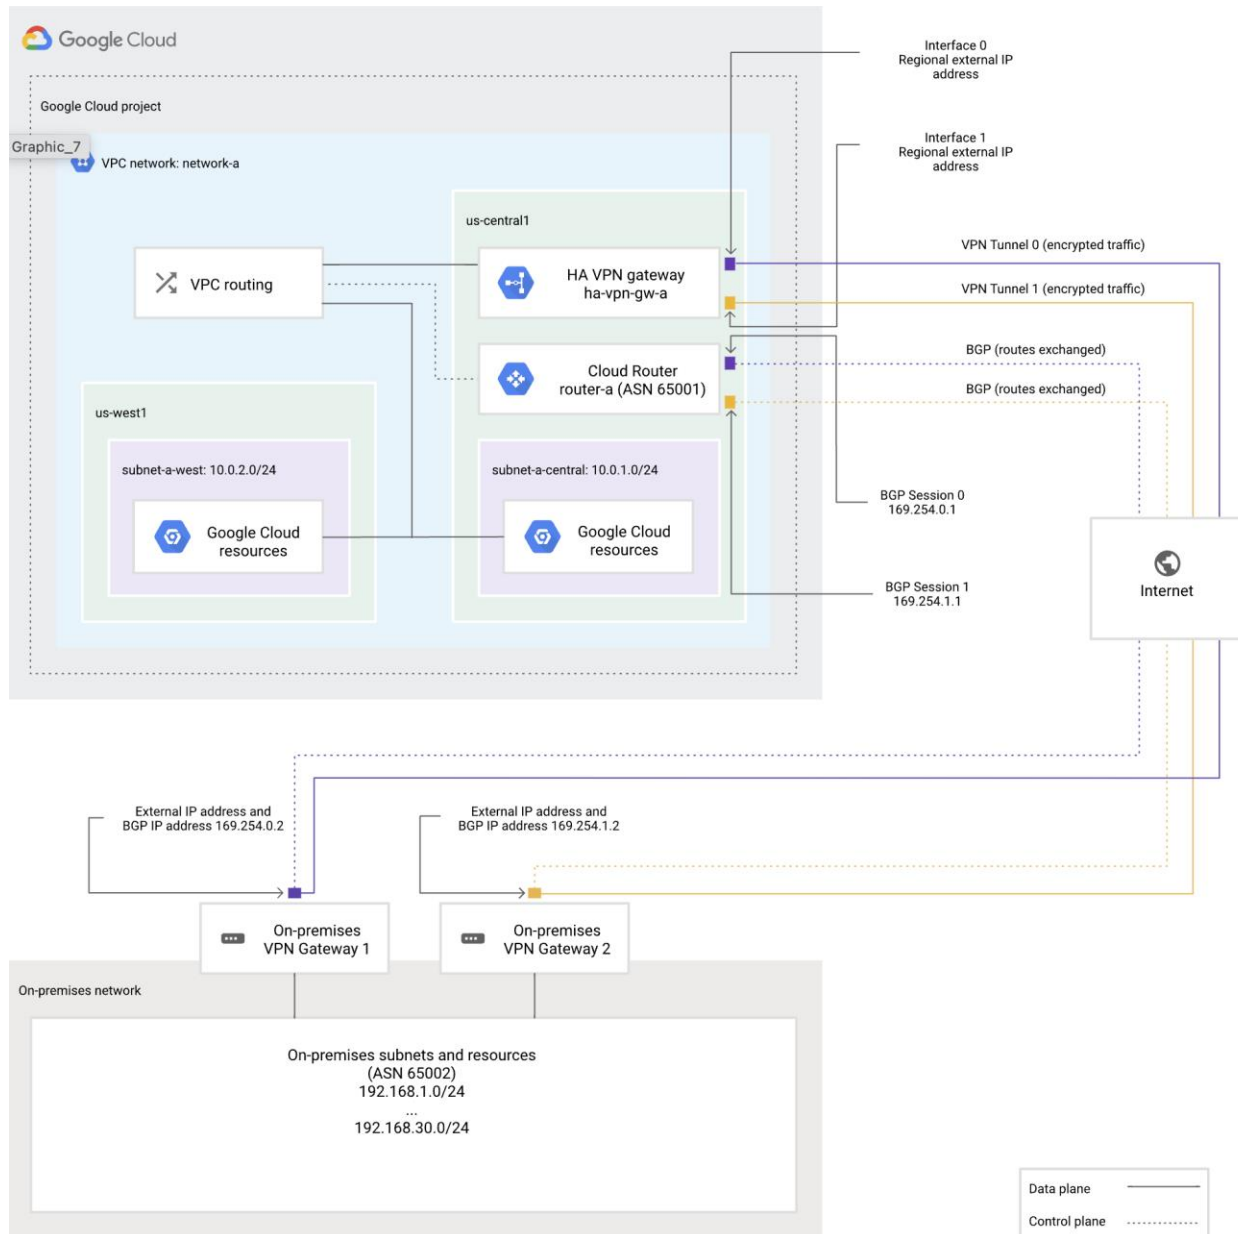 Google Cloud
Google Cloud project
Graphic_7
VPC network: network-a
us-central1
VPC routing
HA VPN gateway
ha-vpn-gw-a
Cloud Router
router-a (ASN 65001)
us-west1
subnet-a-west: 10.0.2.0/24
Google Cloud
resources
subnet-a-central: 10.0.1.0/24
Google Cloud
resources
Interface 0
Regional external IP
address
Interface 1
Regional external IP
address
VPN Tunnel 0 (encrypted traffic)
VPN Tunnel 1 (encrypted traffic)
BGP (routes exchanged)
BGP (routes exchanged)
BGP Session 0
169.254.0.1
BGP Session 1
169.254.1.1
Internet
External IP address and
BGP IP address 169.254.0.2
External IP address and
BGP IP address 169.254.1.2
On-premises
VPN Gateway 1
On-premises
VPN Gateway 2
On-premises network
On-premises subnets and resources
(ASN 65002)
192.168.1.0/24
...
192.168.30.0/24
Data plane
Control plane